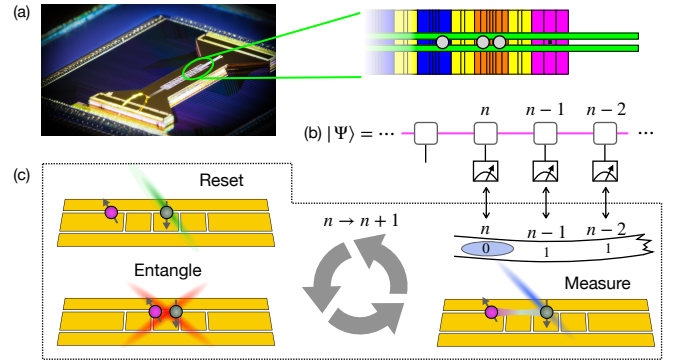 (a)
n
n − 1
n − 2
(b) |Ψ⟩ = ⋯
⋯
(c)
Reset
n → n + 1
n
n − 1
n − 2
0
1
1
Entangle
Measure